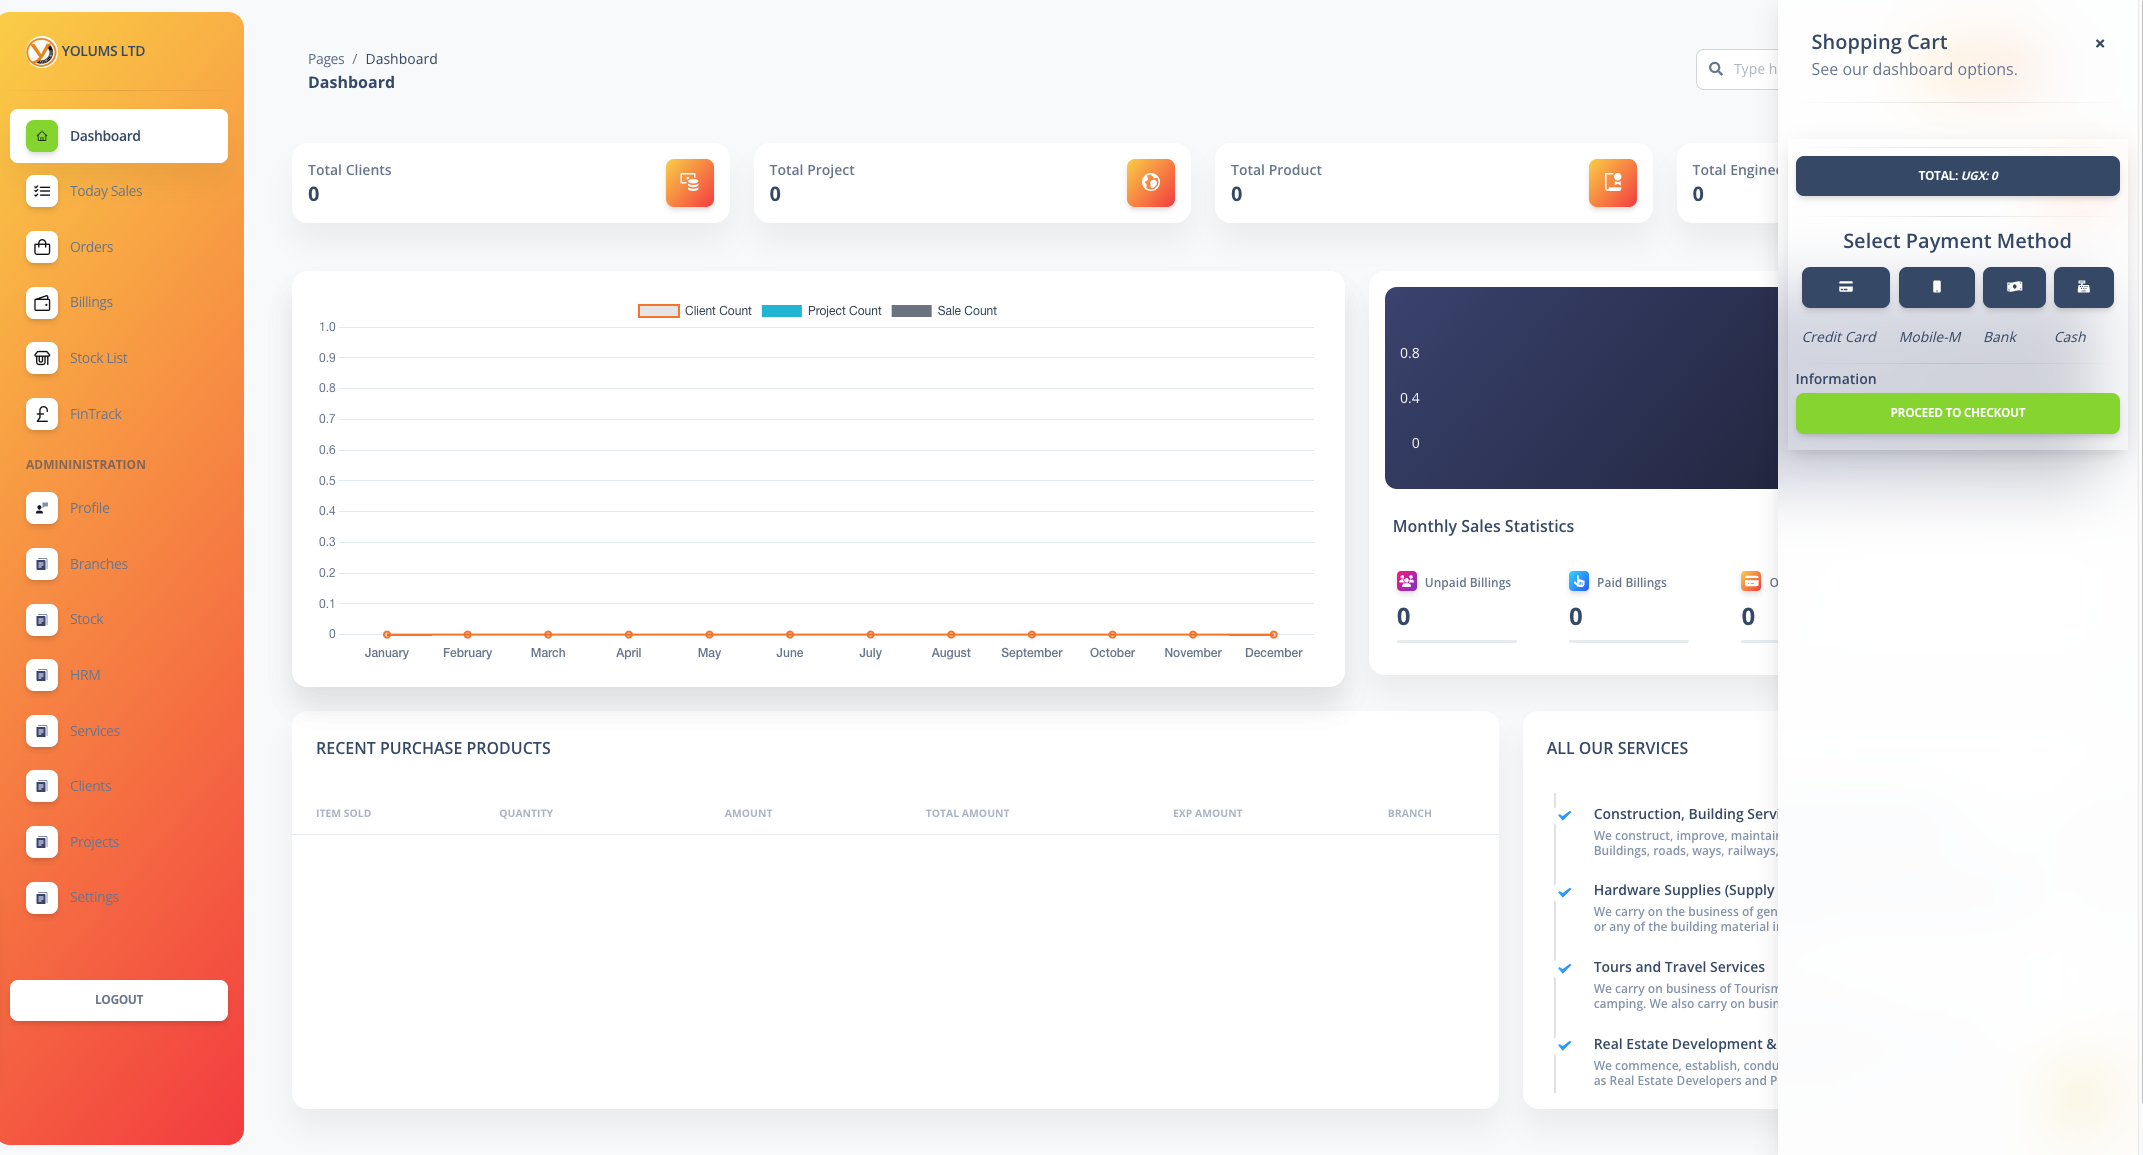 YOLUMS LTD
Dashboard
Today Sales
Orders
Billings
Stock List
FinTrack
ADMININISTRATION
Profile
Branches
Stock
HRM
Services
Clients
Projects
Settings
LOGOUT
Pages / Dashboard
Dashboard
Type h
Total Clients
0
Total Project
0
Total Product
0
Total Enginee
0
Client Count Project Count Sale Count
1.0
0.9
0.8
0.7
0.6
0.5
0.4
0.3
0.2
0.1
0
January February March April May June July August September October November December
0.8
0.4
0
Monthly Sales Statistics
Unpaid Billings
0
Paid Billings
0
O
0
RECENT PURCHASE PRODUCTS
ITEM SOLD QUANTITY AMOUNT TOTAL AMOUNT EXP AMOUNT BRANCH
ALL OUR SERVICES
Construction, Building Servi
We construct, improve, maintain
Buildings, roads, ways, railways,
Hardware Supplies (Supply
We carry on the business of gen
or any of the building material i
Tours and Travel Services
We carry on business of Tourism
camping. We also carry on busin
Real Estate Development &
We commence, establish, condu
as Real Estate Developers and P
Shopping Cart
See our dashboard options.
TOTAL: UGX: 0
Select Payment Method
Credit Card Mobile-M Bank Cash
Information
PROCEED TO CHECKOUT